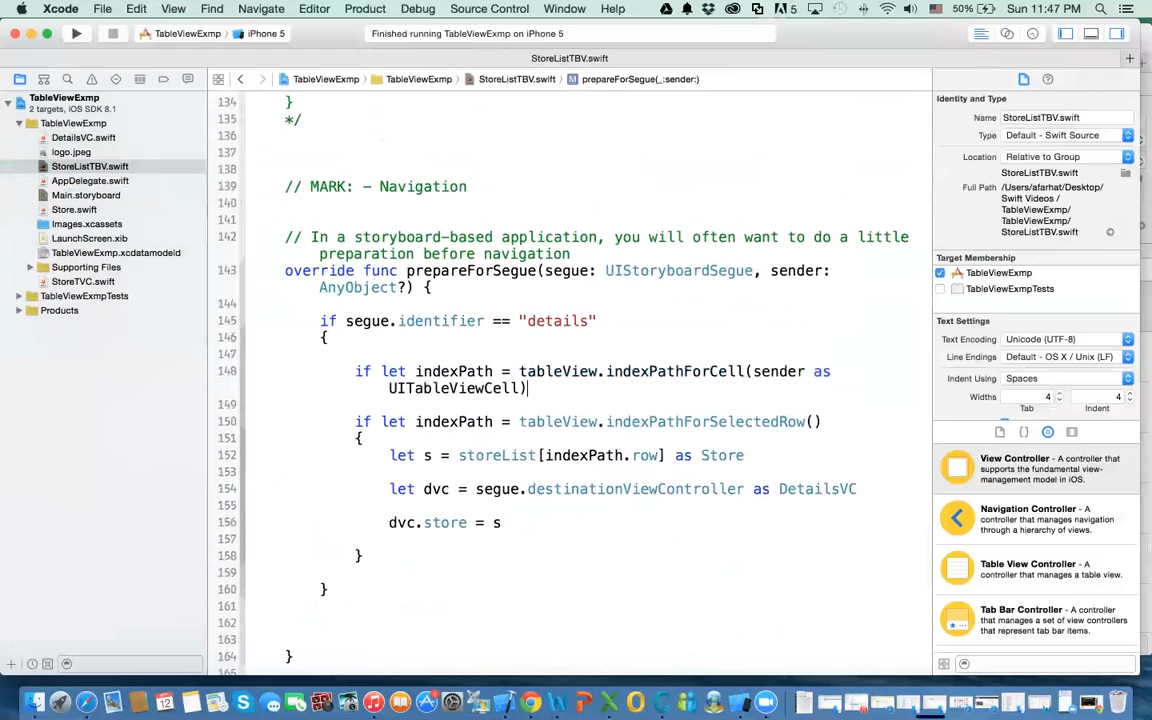 Xcode File Edit View Find Navigate Editor Product Debug Source Control Window Help 5 50% Sun 11:47 PM
TableViewExmp iPhone 5 Finished running TableViewExmp on iPhone 5
StoreListTBV.swift
TableViewExmp TableViewExmp StoreListTBV.swift M prepareForSegue(_:sender:)
TableViewExmp
2 targets, iOS SDK 8.1
TableViewExmp
DetailsVC.swift
logo.jpeg
StoreListTBV.swift
AppDelegate.swift
Main.storyboard
Store.swift
Images.xcassets
LaunchScreen.xib
TableViewExmp.xcdatamodeld
Supporting Files
StoreTVC.swift
TableViewExmpTests
Products
134 }
135 */
136
137
138
139 // MARK: - Navigation
140
141
142 // In a storyboard-based application, you will often want to do a little
preparation before navigation
143 override func prepareForSegue(segue: UIStoryboardSegue, sender:
AnyObject?) {
144
145 if segue.identifier == "details"
146 {
147
148 if let indexPath = tableView.indexPathForCell(sender as
UITableViewCell)
149
150 if let indexPath = tableView.indexPathForSelectedRow()
151 {
152 let s = storeList[indexPath.row] as Store
153
154 let dvc = segue.destinationViewController as DetailsVC
155
156 dvc.store = s
157
158 }
159
160 }
161
162
163
164 }
165
Identity and Type
Name StoreListTBV.swift
Type Default - Swift Source
Location Relative to Group
StoreListTBV.swift
Full Path /Users/afarhat/Desktop/
Swift Videos /
TableViewExmp/
TableViewExmp/
StoreListTBV.swift
Target Membership
TableViewExmp
TableViewExmpTests
Text Settings
Text Encoding Unicode (UTF-8)
Line Endings Default - OS X / Unix (LF)
Indent Using Spaces
Widths 4 4
Tab Indent
View Controller - A controller that
supports the fundamental view-
management model in iOS.
Navigation Controller - A
controller that manages navigation
through a hierarchy of views.
Table View Controller - A
controller that manages a table view.
Tab Bar Controller - A controller
that manages a set of view controllers
that represent tab bar items.